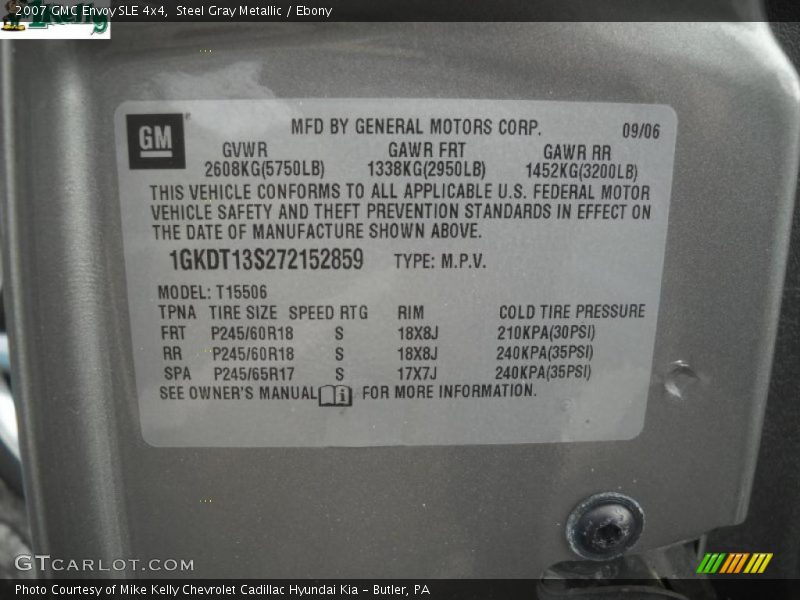 2007 GMC Envoy SLE 4x4, Steel Gray Metallic / Ebony
GM
MFD BY GENERAL MOTORS CORP. 09/06
GVWR GAWR FRT GAWR RR
2608KG(5750LB) 1338KG(2950LB) 1452KG(3200LB)
THIS VEHICLE CONFORMS TO ALL APPLICABLE U.S. FEDERAL MOTOR
VEHICLE SAFETY AND THEFT PREVENTION STANDARDS IN EFFECT ON
THE DATE OF MANUFACTURE SHOWN ABOVE.
1GKDT13S272152859 TYPE: M.P.V.
MODEL: T15506
TPNA TIRE SIZE SPEED RTG RIM COLD TIRE PRESSURE
FRT P245/60R18 S 18X8J 210KPA(30PSI)
RR P245/60R18 S 18X8J 240KPA(35PSI)
SPA P245/65R17 S 17X7J 240KPA(35PSI)
SEE OWNER'S MANUAL i FOR MORE INFORMATION.
GTCARLOT.COM
Photo Courtesy of Mike Kelly Chevrolet Cadillac Hyundai Kia - Butler, PA